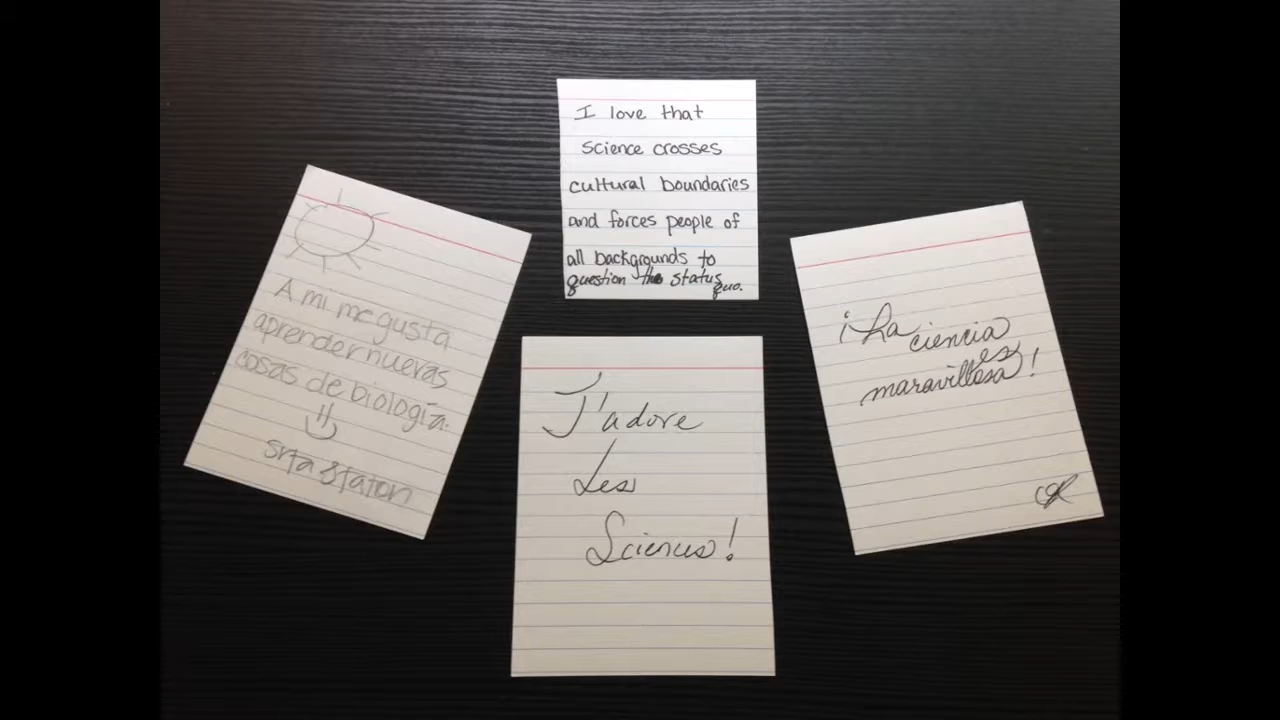 I love that
science crosses
cultural boundaries
and forces people of
all backgrounds to
question the status
quo.
A mi me gusta
aprender nuevas
cosas de biología.
srta Staton
J'adore
Les
Sciences!
¡La ciencia
es
maravillosa!